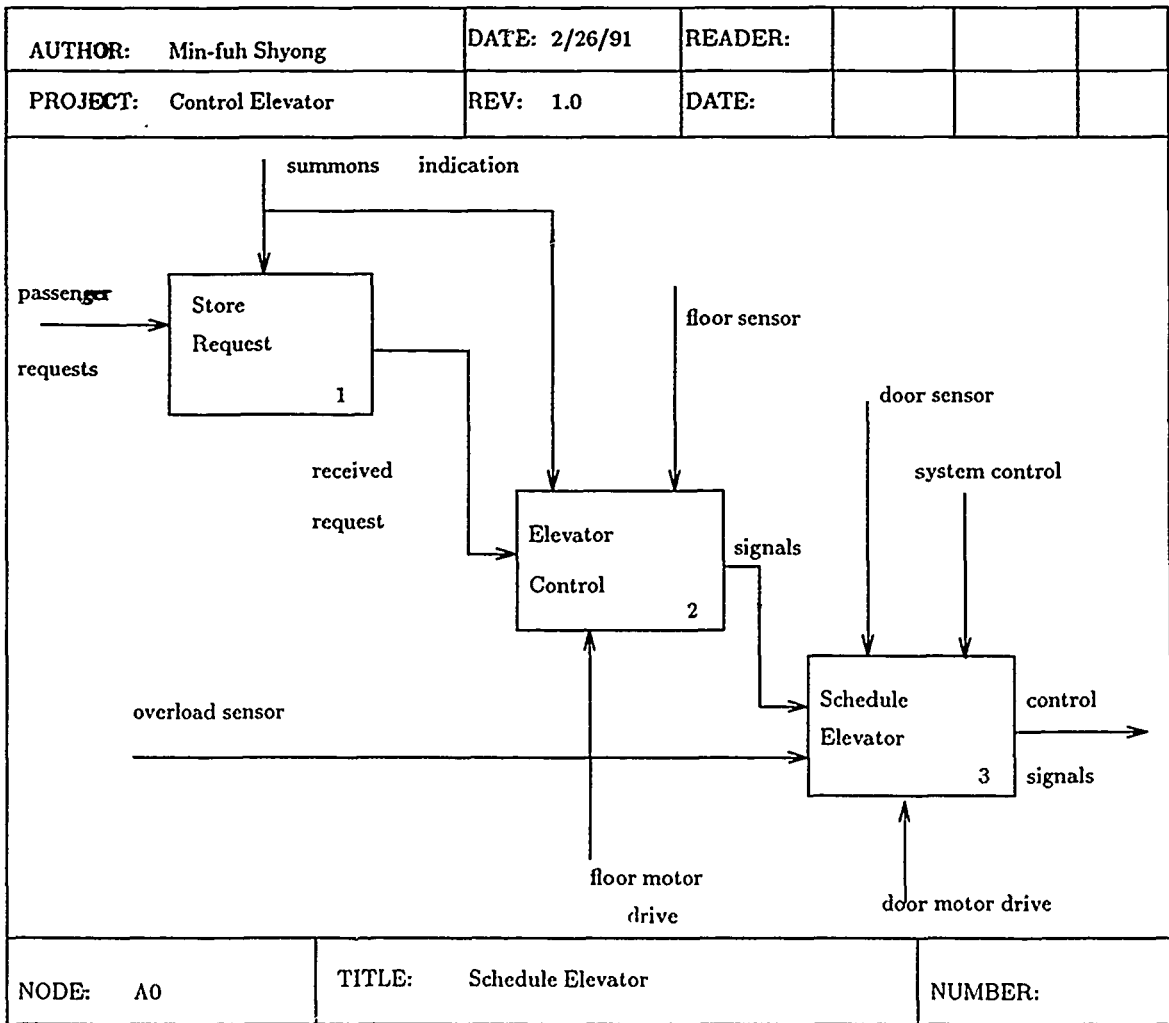 AUTHOR: Min-fuh Shyong
DATE: 2/26/91
READER:
PROJECT: Control Elevator
REV: 1.0
DATE:
summons indication
passenger
requests
Store
Request
1
floor sensor
door sensor
system control
received
request
Elevator
Control
2
signals
overload sensor
Schedule
Elevator
3
control
signals
floor motor
drive
door motor drive
NODE: A0
TITLE: Schedule Elevator
NUMBER: